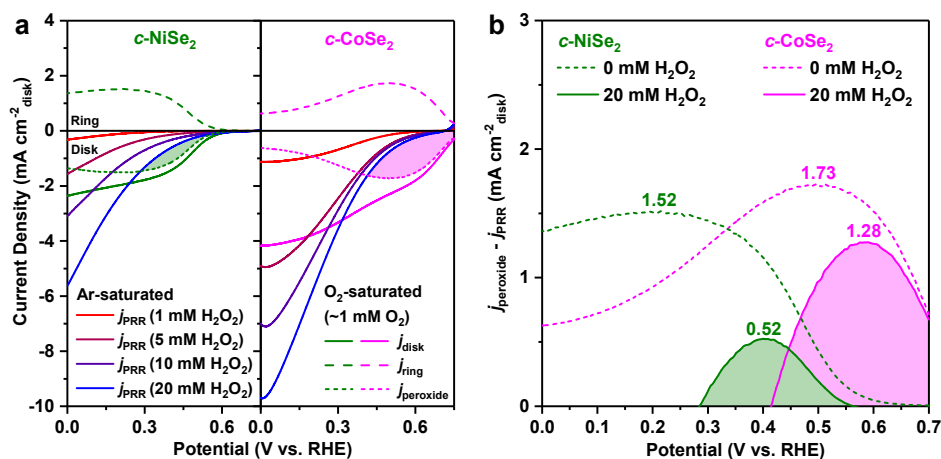 a
c-NiSe₂
c-CoSe₂
4
2
0
-2
-4
-6
-8
-10
Current Density (mA cm⁻²disk)
Ring
Disk
Ar-saturated
jPRR (1 mM H₂O₂)
jPRR (5 mM H₂O₂)
jPRR (10 mM H₂O₂)
jPRR (20 mM H₂O₂)
O₂-saturated
(~1 mM O₂)
jdisk
jring
jperoxide
0.0 0.3 0.6 0.0 0.3 0.6
Potential (V vs. RHE)
b
c-NiSe₂
0 mM H₂O₂
20 mM H₂O₂
c-CoSe₂
0 mM H₂O₂
20 mM H₂O₂
3
2
1
0
jperoxide - jPRR (mA cm⁻²disk)
1.52
1.73
1.28
0.52
0.0 0.1 0.2 0.3 0.4 0.5 0.6 0.7
Potential (V vs. RHE)